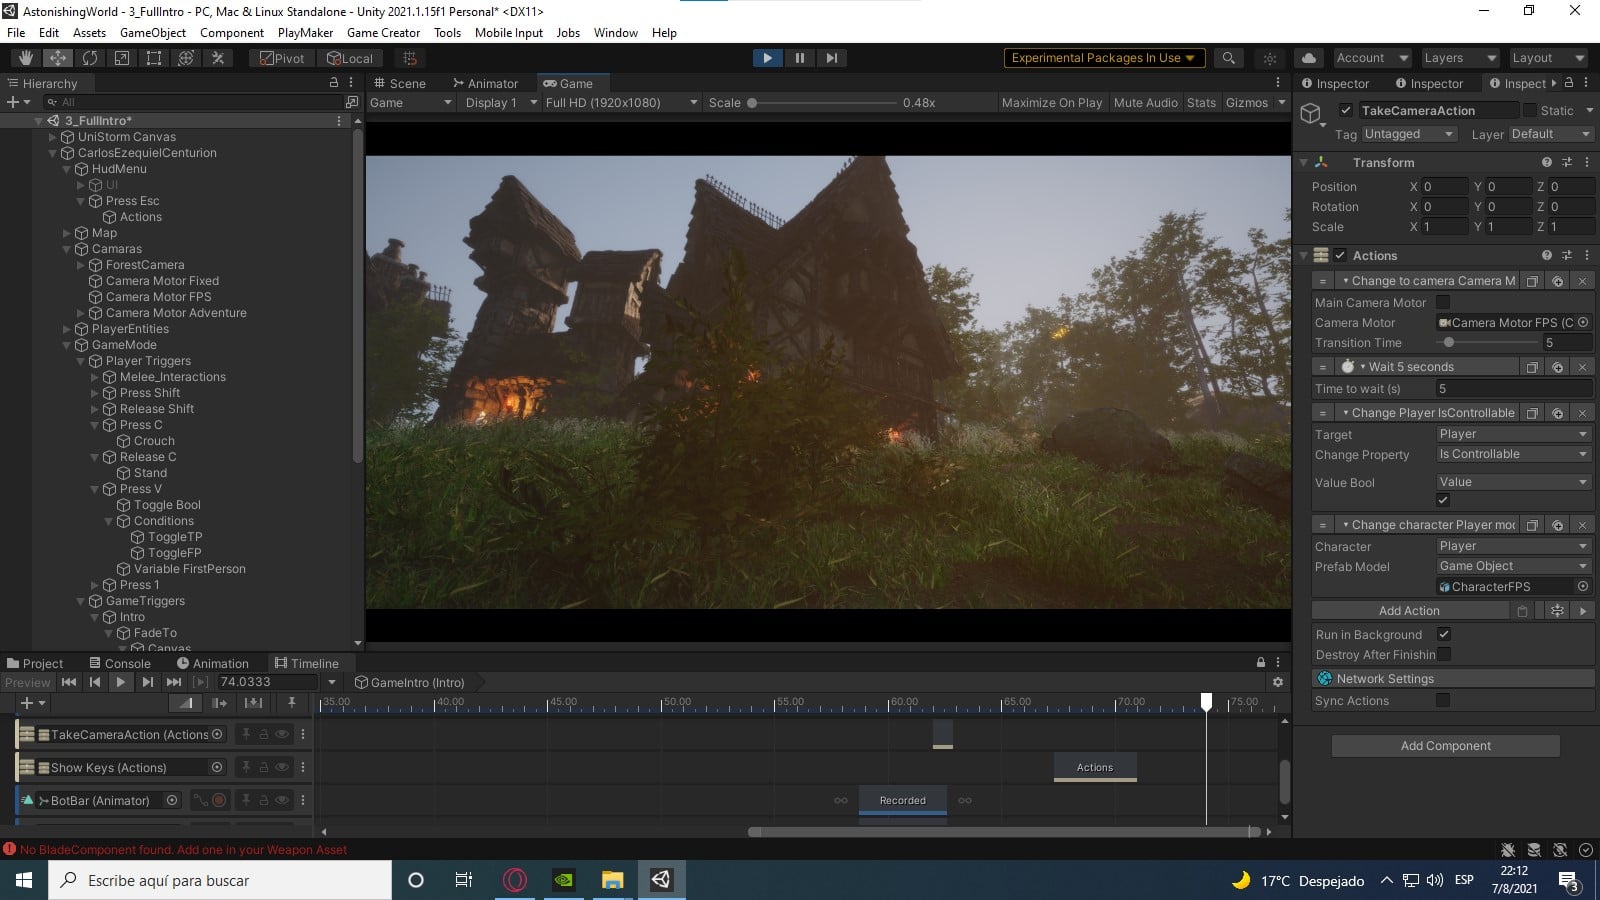 AstonishingWorld - 3_FullIntro - PC, Mac & Linux Standalone - Unity 2021.1.15f1 Personal* <DX11>
File Edit Assets GameObject Component PlayMaker Game Creator Tools Mobile Input Jobs Window Help
Pivot Local Experimental Packages In Use Account Layers Layout
Hierarchy
All
3_FullIntro*
UniStorm Canvas
CarlosEzequielCenturion
HudMenu
UI
Press Esc
Actions
Map
Camaras
ForestCamera
Camera Motor Fixed
Camera Motor FPS
Camera Motor Adventure
PlayerEntities
GameMode
Player Triggers
Melee_Interactions
Press Shift
Release Shift
Press C
Crouch
Release C
Stand
Press V
Toggle Bool
Conditions
ToggleTP
ToggleFP
Variable FirstPerson
Press 1
GameTriggers
Intro
FadeTo
Canvas
Scene Animator Game
Game Display 1 Full HD (1920x1080) Scale 0.48x Maximize On Play Mute Audio Stats Gizmos
Inspector Inspector Inspect
TakeCameraAction Static
Tag Untagged Layer Default
Transform
Position X 0 Y 0 Z 0
Rotation X 0 Y 0 Z 0
Scale X 1 Y 1 Z 1
Actions
= Change to camera Camera M
Main Camera Motor
Camera Motor Camera Motor FPS (C
Transition Time 5
= Wait 5 seconds
Time to wait (s) 5
= Change Player IsControllable
Target Player
Change Property Is Controllable
Value Bool Value
= Change character Player mo
Character Player
Prefab Model Game Object
CharacterFPS
Add Action
Run in Background
Destroy After Finishin
Network Settings
Sync Actions
Add Component
Project Console Animation Timeline
Preview 74.0333 GameIntro (Intro)
35.00 40.00 45.00 50.00 55.00 60.00 65.00 70.00 75.00
TakeCameraAction (Actions
Show Keys (Actions) Actions
BotBar (Animator) Recorded
No BladeComponent found. Add one in your Weapon Asset
Escribe aquí para buscar
17°C Despejado ESP
22:12
7/8/2021
3